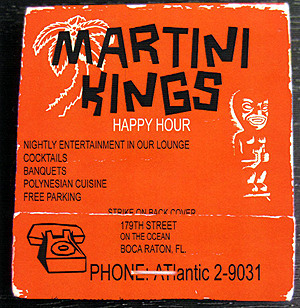 MARTINI
KINGS
HAPPY HOUR
NIGHTLY ENTERTAINMENT IN OUR LOUNGE
COCKTAILS
BANQUETS
POLYNESIAN CUISINE
FREE PARKING
STRIKE ON BACK COVER
179TH STREET
ON THE OCEAN
BOCA RATON, FL.
PHONE: ATlantic 2-9031